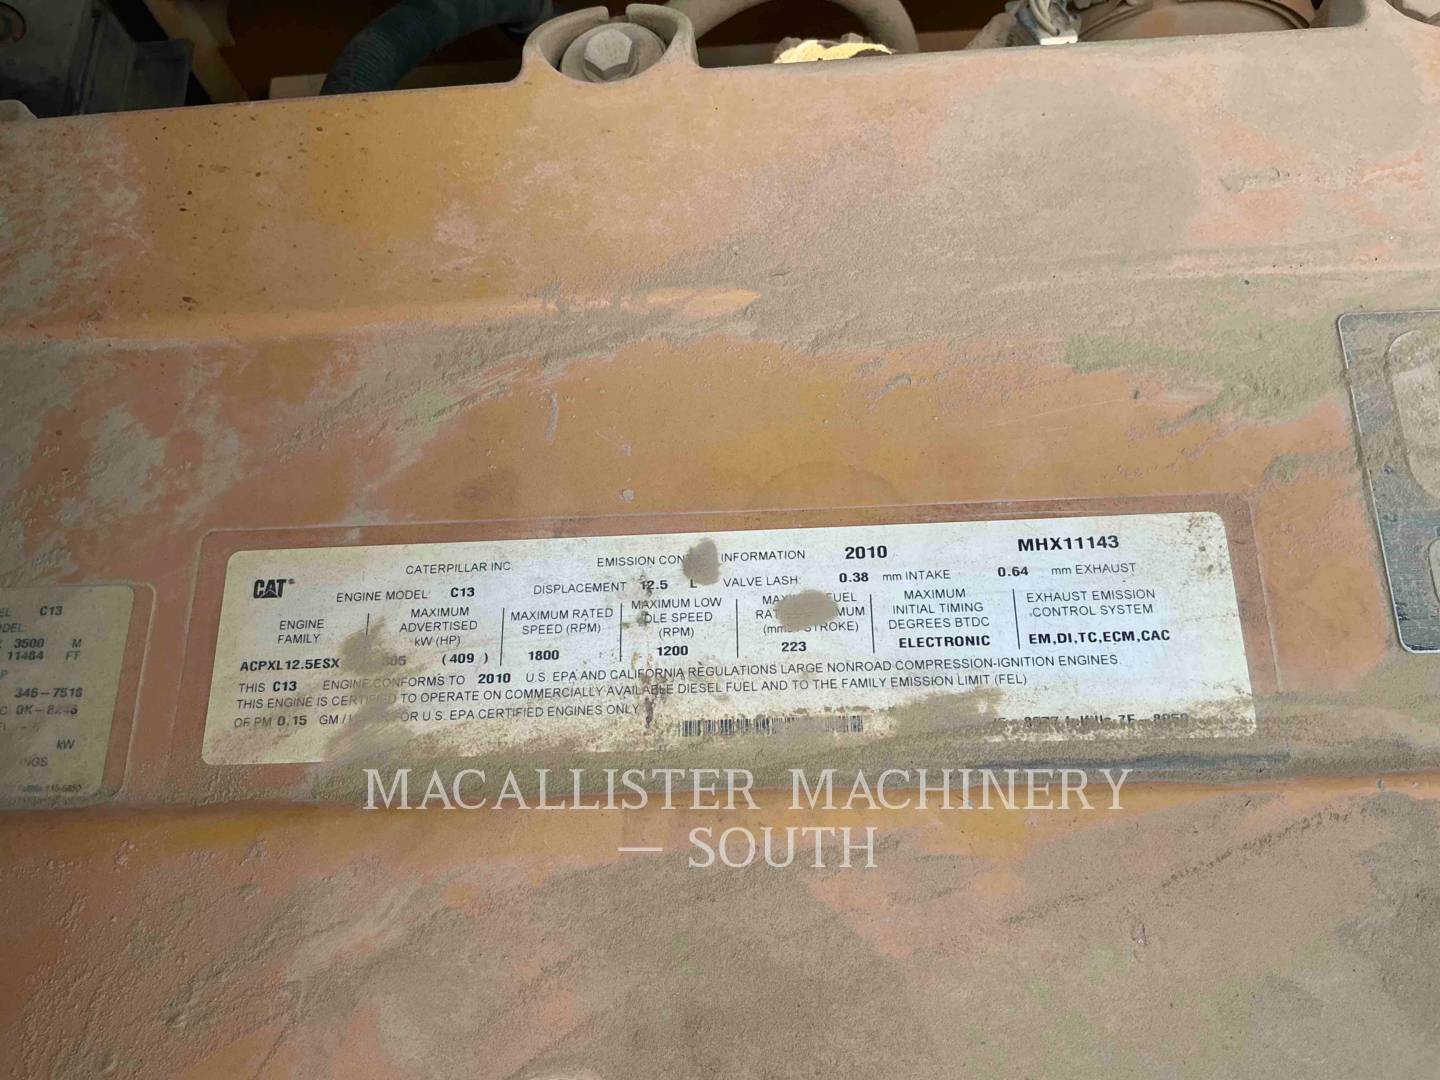 CAT
CATERPILLAR INC
EMISSION INFORMATION
2010
MHX11143
ENGINE MODEL C13
DISPLACEMENT 12.5 L
VALVE LASH: 0.38 mm INTAKE 0.64 mm EXHAUST
ENGINE FAMILY
ACPXL12.5ESX
MAXIMUM ADVERTISED kW (HP)
305 (409)
MAXIMUM RATED SPEED (RPM)
1800
MAXIMUM LOW IDLE SPEED (RPM)
1200
FUEL
STROKE)
223
MAXIMUM INITIAL TIMING DEGREES BTDC
ELECTRONIC
EXHAUST EMISSION CONTROL SYSTEM
EM,DI,TC,ECM,CAC
THIS C13 ENGINE CONFORMS TO 2010 U.S. EPA AND CALIFORNIA REGULATIONS LARGE NONROAD COMPRESSION-IGNITION ENGINES.
THIS ENGINE IS CERTIFIED TO OPERATE ON COMMERCIALLY AVAILABLE DIESEL FUEL AND TO THE FAMILY EMISSION LIMIT (FEL)
OF PM 0.15 GM / FOR U.S. EPA CERTIFIED ENGINES ONLY
C13
3500 M
11484 FT
346-7518
kW
MACALLISTER MACHINERY
— SOUTH